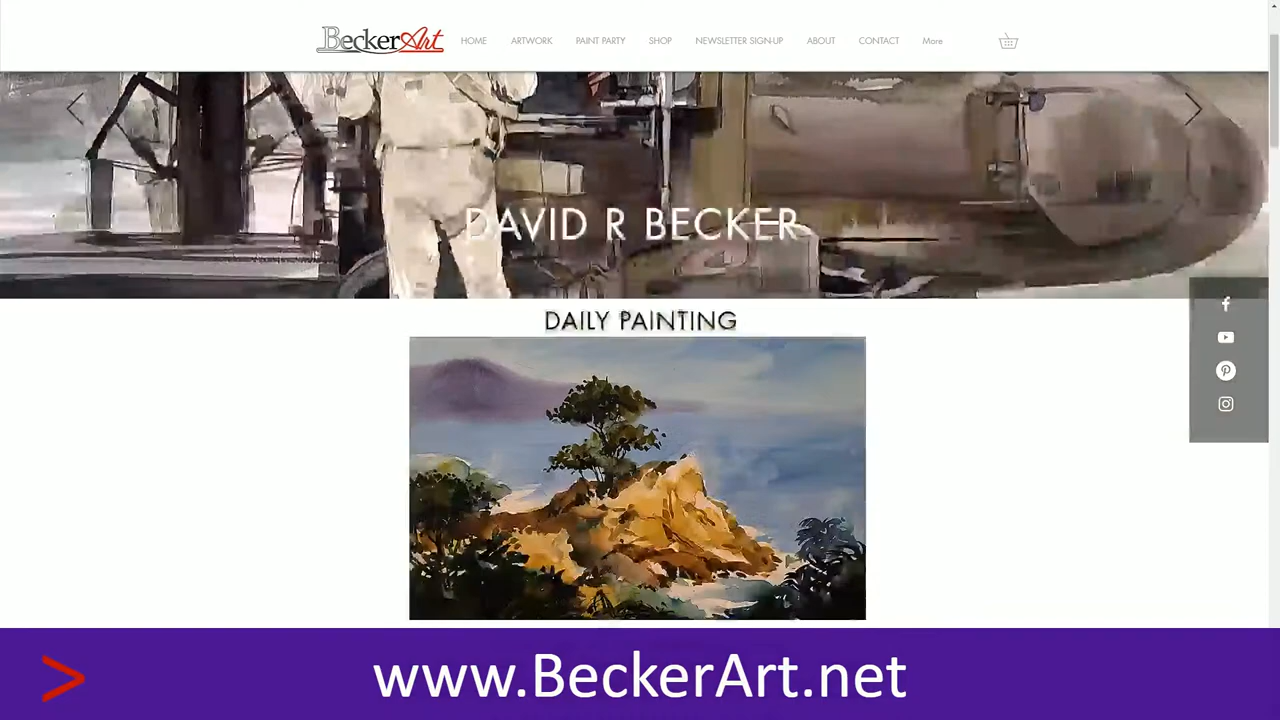 BeckerArt HOME ARTWORK PAINT PARTY SHOP NEWSLETTER SIGN-UP ABOUT CONTACT More
DAVID R BECKER
DAILY PAINTING
> www.BeckerArt.net